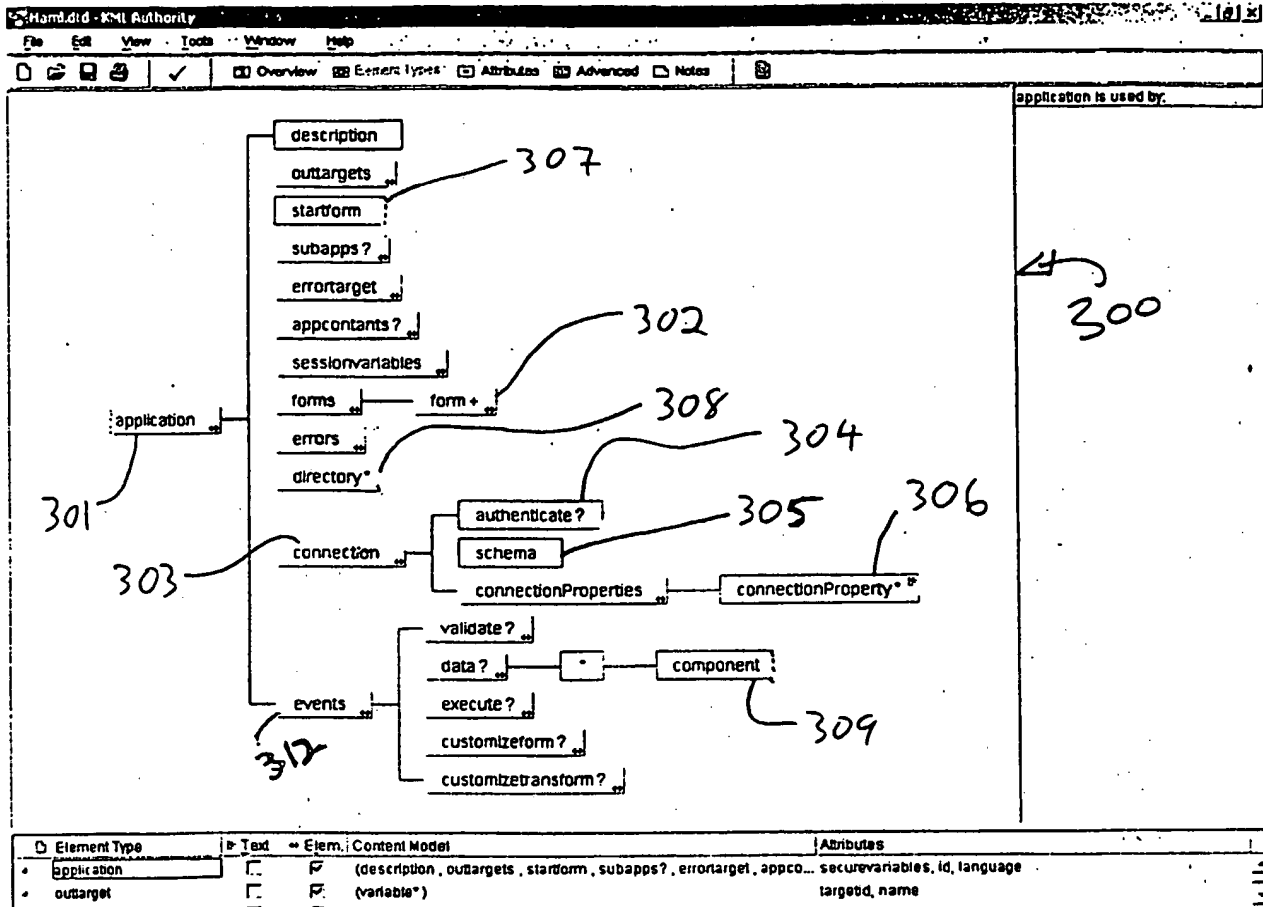 Haml.dtd - XML Authority
File Edit View Tools Window Help
Overview Element Types Attributes Advanced Notes
application is used by:
description
307
outtargets
startform
subapps?
300
errortarget
302
appcontants?
sessionvariables
forms form +
308
application
errors
304
directory*
301
authenticate?
305
306
303
connection
schema
connectionProperties connectionProperty*
validate?
data? * component
events
execute?
309
312
customizeform?
customizetransform?
Element Type Text Elem. Content Model Attributes
application (description , outtargets , startform , subapps? , errortarget , appco... securevariables, id, language
outtarget (variable*) targetid, name